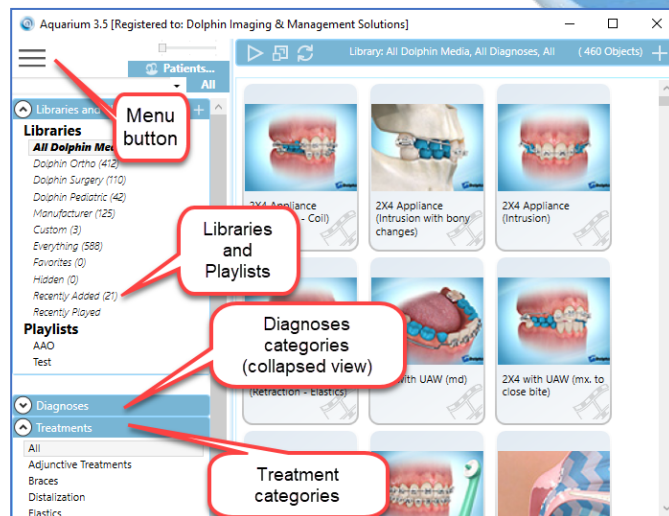 Aquarium 3.5 [Registered to: Dolphin Imaging & Management Solutions]
Patients...
All
Library: All Dolphin Media, All Diagnoses, All ( 460 Objects)
Menu
button
Libraries and
Libraries
All Dolphin
Dolphin Ortho (412)
Dolphin Surgery (110)
Dolphin Pediatric (42)
Manufacturer (125)
Custom (3)
Everything (588)
Favorites (0)
Hidden (0)
Recently Added (21)
Recently Played
Playlists
AAO
Test
Libraries
and
Playlists
Diagnoses
categories
(collapsed view)
Diagnoses
Treatments
All
Adjunctive Treatments
Braces
Distalization
Elastics
Treatment
categories
2X4 Appliance
- Coil)
2X4 Appliance
(Intrusion with bony
changes)
2X4 Appliance
(Intrusion)
(Retraction - Elastics)
with UAW (md)
2X4 with UAW (mx. to
close bite)